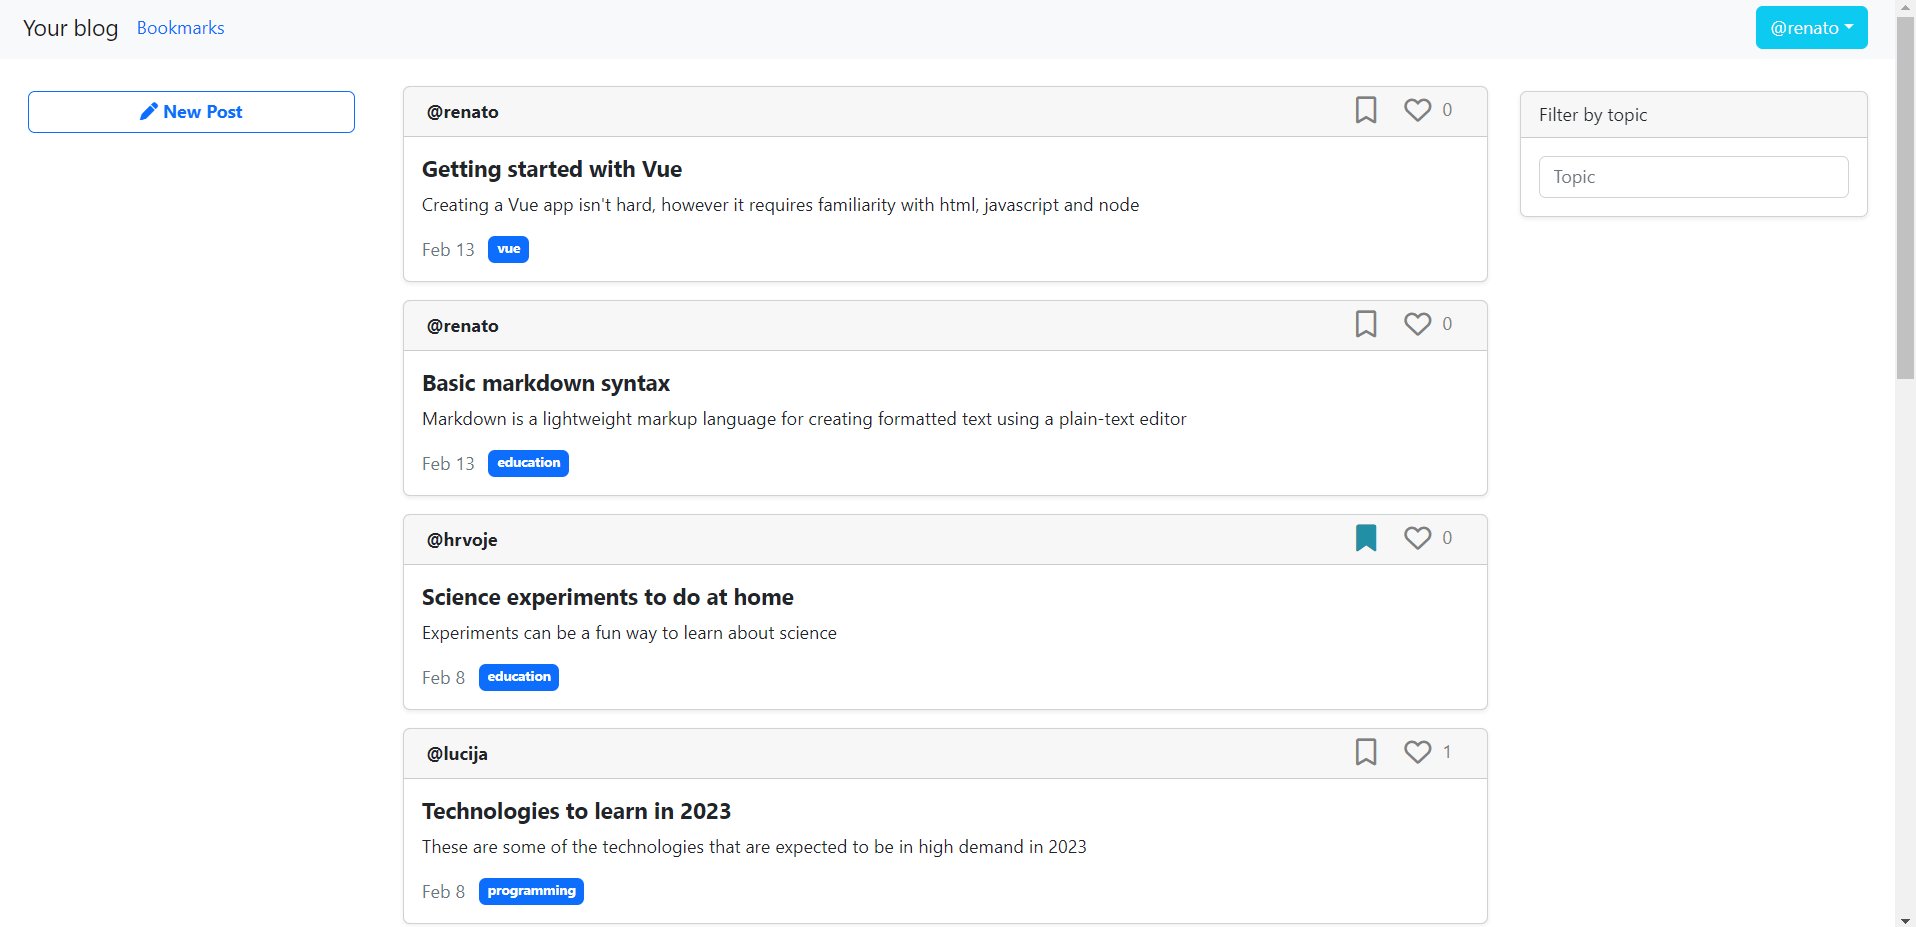 Your blog Bookmarks @renato
New Post
@renato 0
Getting started with Vue
Creating a Vue app isn't hard, however it requires familiarity with html, javascript and node
Feb 13 vue
@renato 0
Basic markdown syntax
Markdown is a lightweight markup language for creating formatted text using a plain-text editor
Feb 13 education
@hrvoje 0
Science experiments to do at home
Experiments can be a fun way to learn about science
Feb 8 education
@lucija 1
Technologies to learn in 2023
These are some of the technologies that are expected to be in high demand in 2023
Feb 8 programming
Filter by topic
Topic